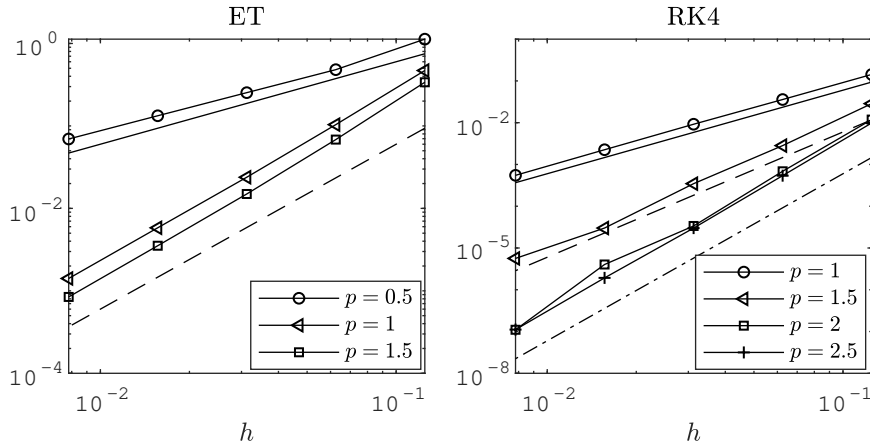 ET
10^0
10^-2
10^-4
10^-2
10^-1
h
p = 0.5
p = 1
p = 1.5
RK4
10^-2
10^-5
10^-8
10^-2
10^-1
h
p = 1
p = 1.5
p = 2
p = 2.5